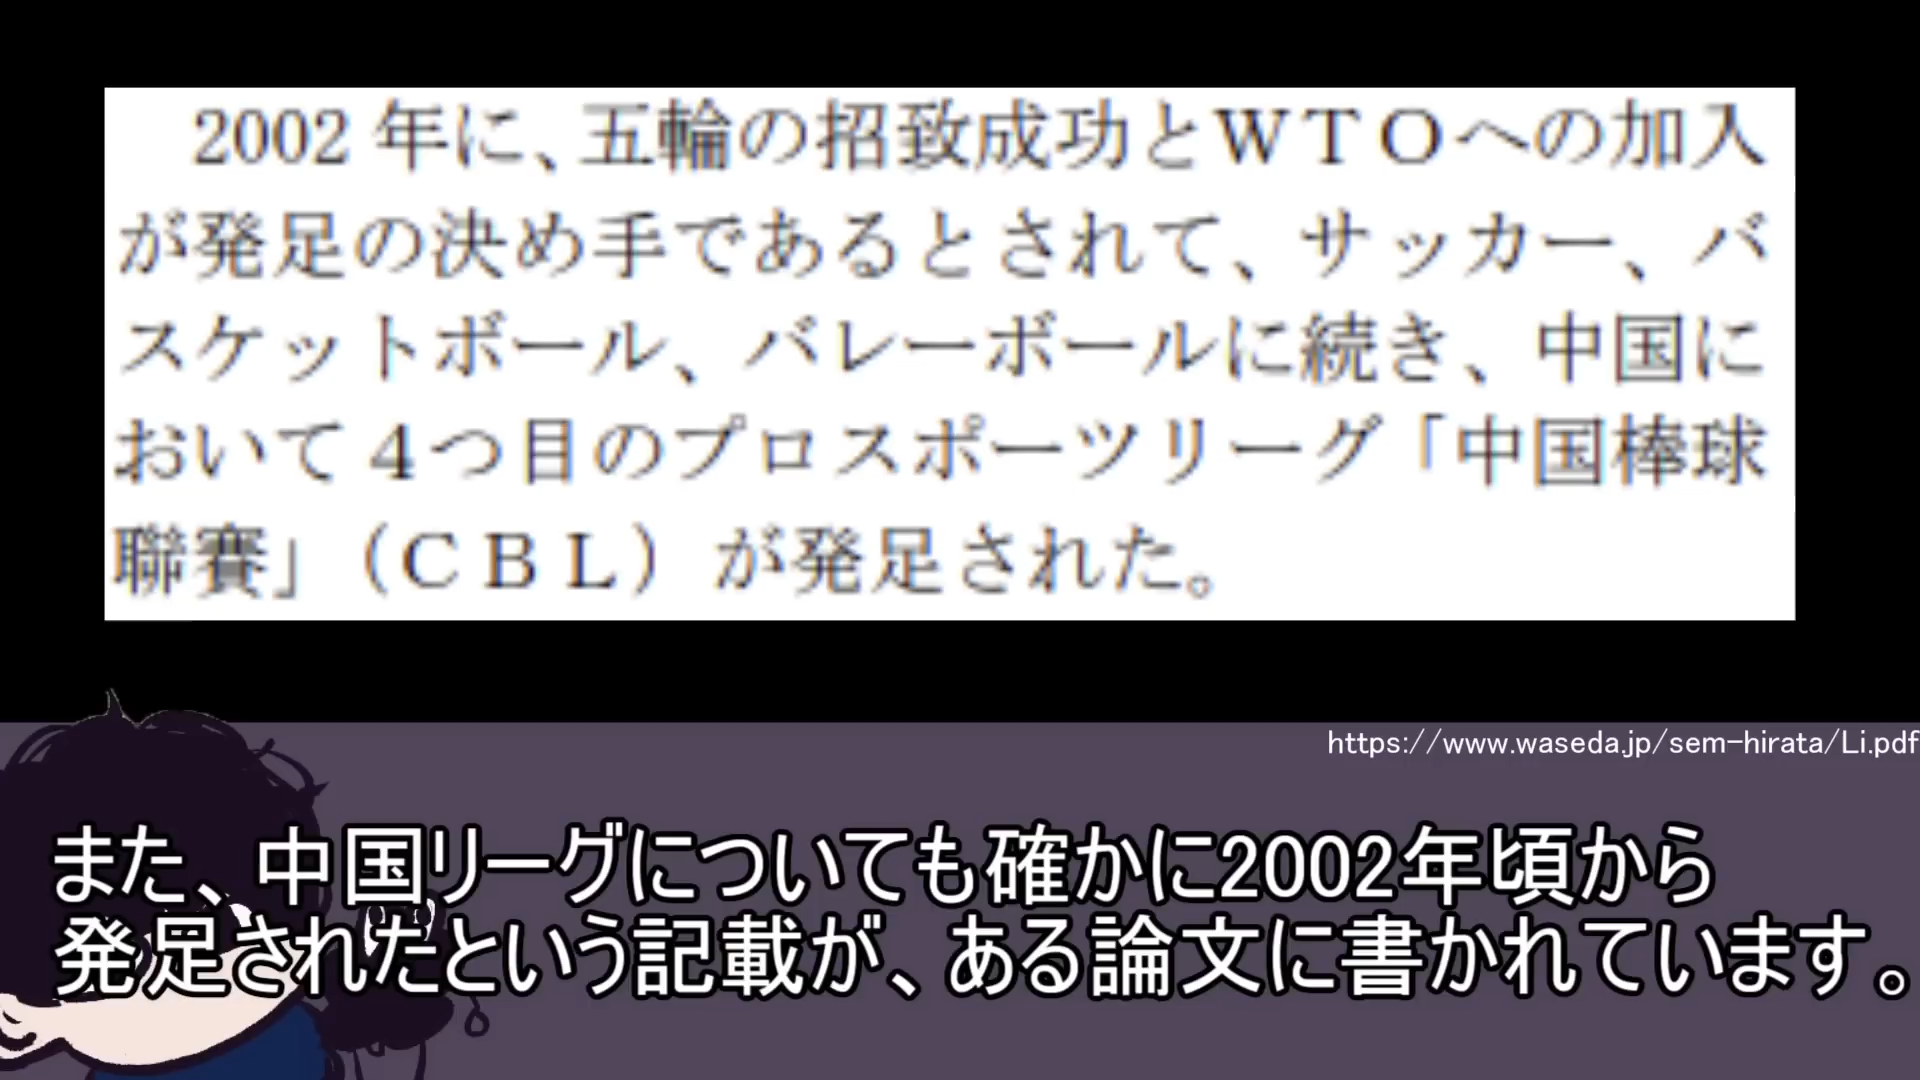 2002 年に、五輪の招致成功とＷＴＯへの加入
が発足の決め手であるとされて、サッカー、バ
スケットボール、バレーボールに続き、中国に
おいて４つ目のプロスポーツリーグ「中国棒球
聯賽」（ＣＢＬ）が発足された。
https://www.waseda.jp/sem-hirata/Li.pdf
また、中国リーグについても確かに2002年頃から
発足されたという記載が、ある論文に書かれています。